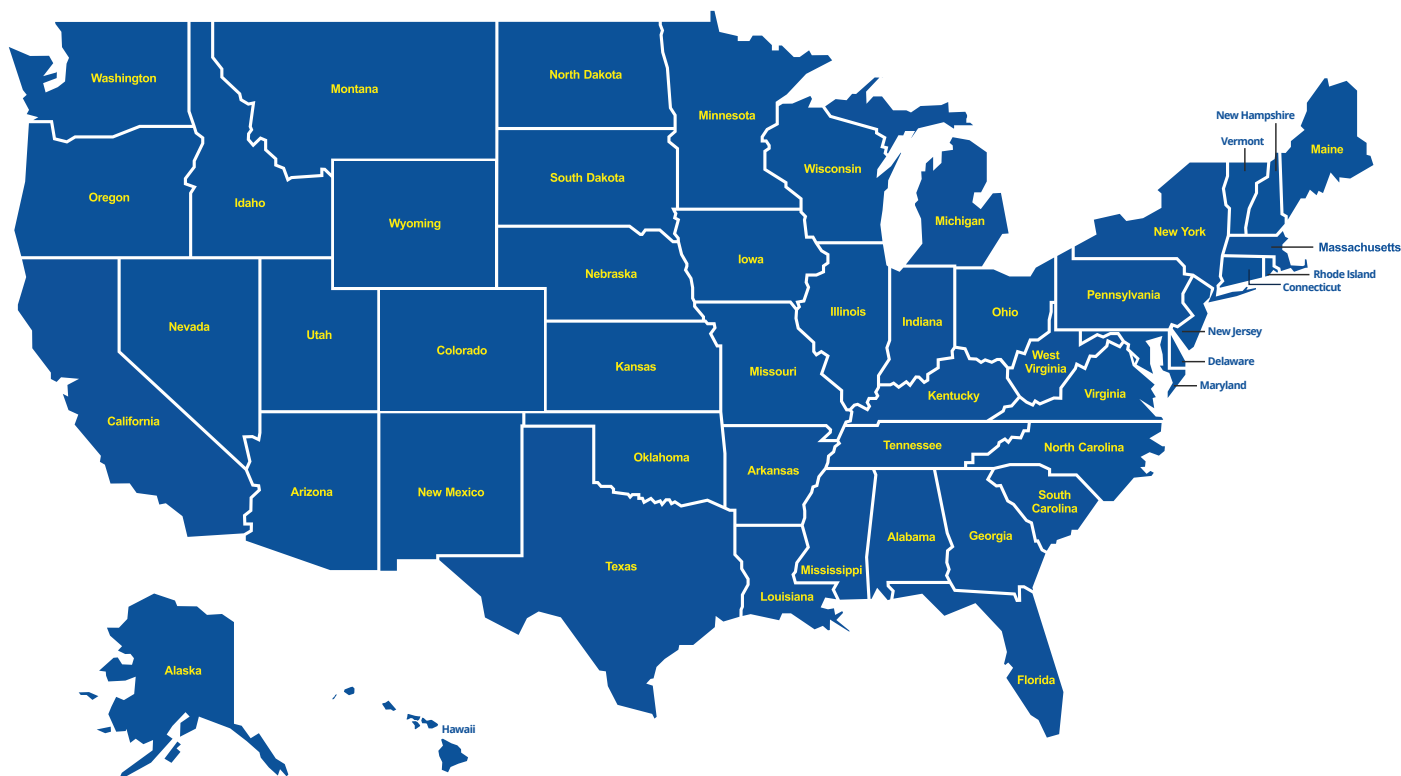 New Hampshire
Vermont
Washington
Montana
North Dakota
Minnesota
Maine
Oregon
Idaho
South Dakota
Wisconsin
Wyoming
Michigan
New York
Massachusetts
Nebraska
Iowa
Rhode Island
Connecticut
Pennsylvania
Nevada
Utah
Colorado
Illinois
Indiana
Ohio
New Jersey
Kansas
Missouri
West
Virginia
Delaware
Maryland
Kentucky
Virginia
California
Oklahoma
Tennessee
North Carolina
Arizona
New Mexico
Arkansas
South
Carolina
Texas
Mississippi
Alabama
Georgia
Louisiana
Alaska
Florida
Hawaii